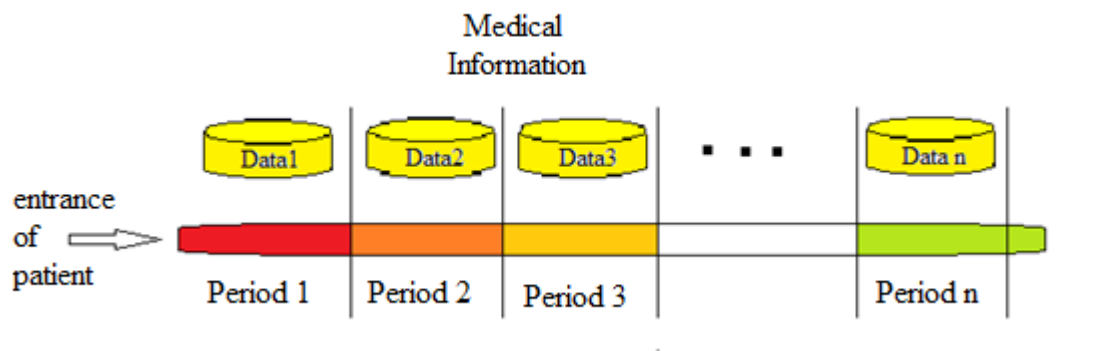 Medical
Information
Data1
Data2
Data3
. . .
Data n
entrance
of
patient
Period 1
Period 2
Period 3
Period n